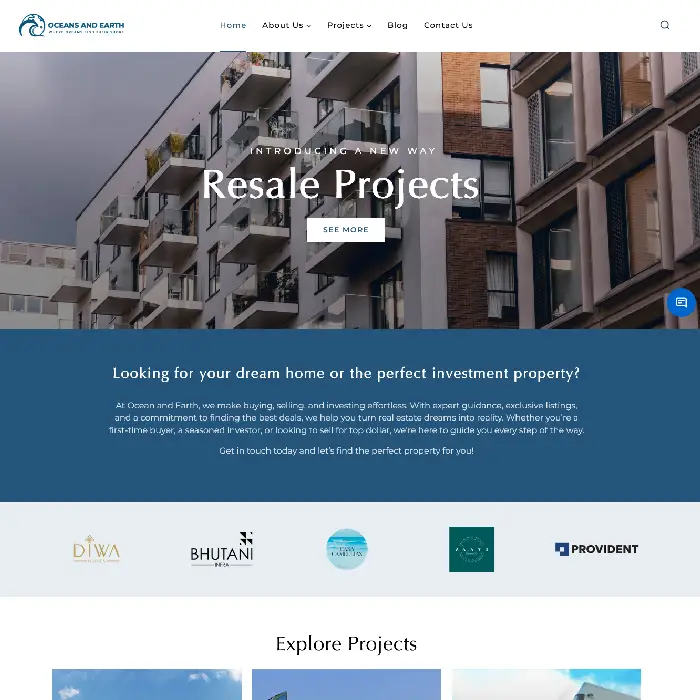 OCEANS AND EARTH
Home
About Us
Projects
Blog
Contact Us
INTRODUCING A NEW WAY
Resale Projects
SEE MORE
Looking for your dream home or the perfect investment property?
At Ocean and Earth, we make buying, selling, and investing effortless. With expert guidance, exclusive listings,
and a commitment to finding the best deals, we help you turn real estate dreams into reality. Whether you're a
first-time buyer, a seasoned investor, or looking to sell for top dollar, we're here to guide you every step of the way.
Get in touch today and let's find the perfect property for you!
DIWA
BHUTANI
INFRA
PROVIDENT
Explore Projects